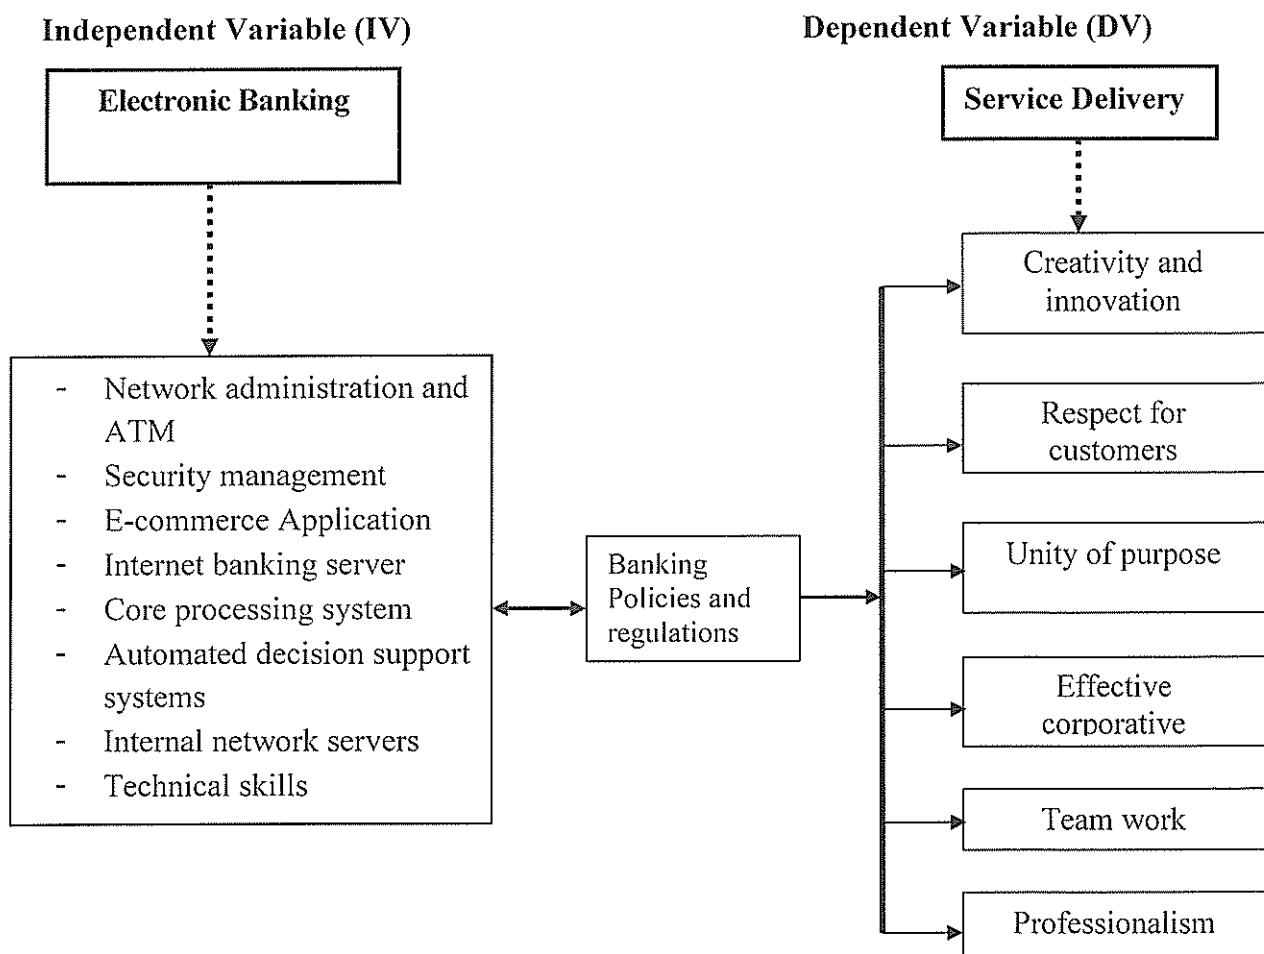 Independent Variable (IV)
Electronic Banking
- Network administration and
ATM
- Security management
- E-commerce Application
- Internet banking server
- Core processing system
- Automated decision support
systems
- Internal network servers
- Technical skills
Banking
Policies and
regulations
Dependent Variable (DV)
Service Delivery
Creativity and
innovation
Respect for
customers
Unity of purpose
Effective
corporative
Team work
Professionalism